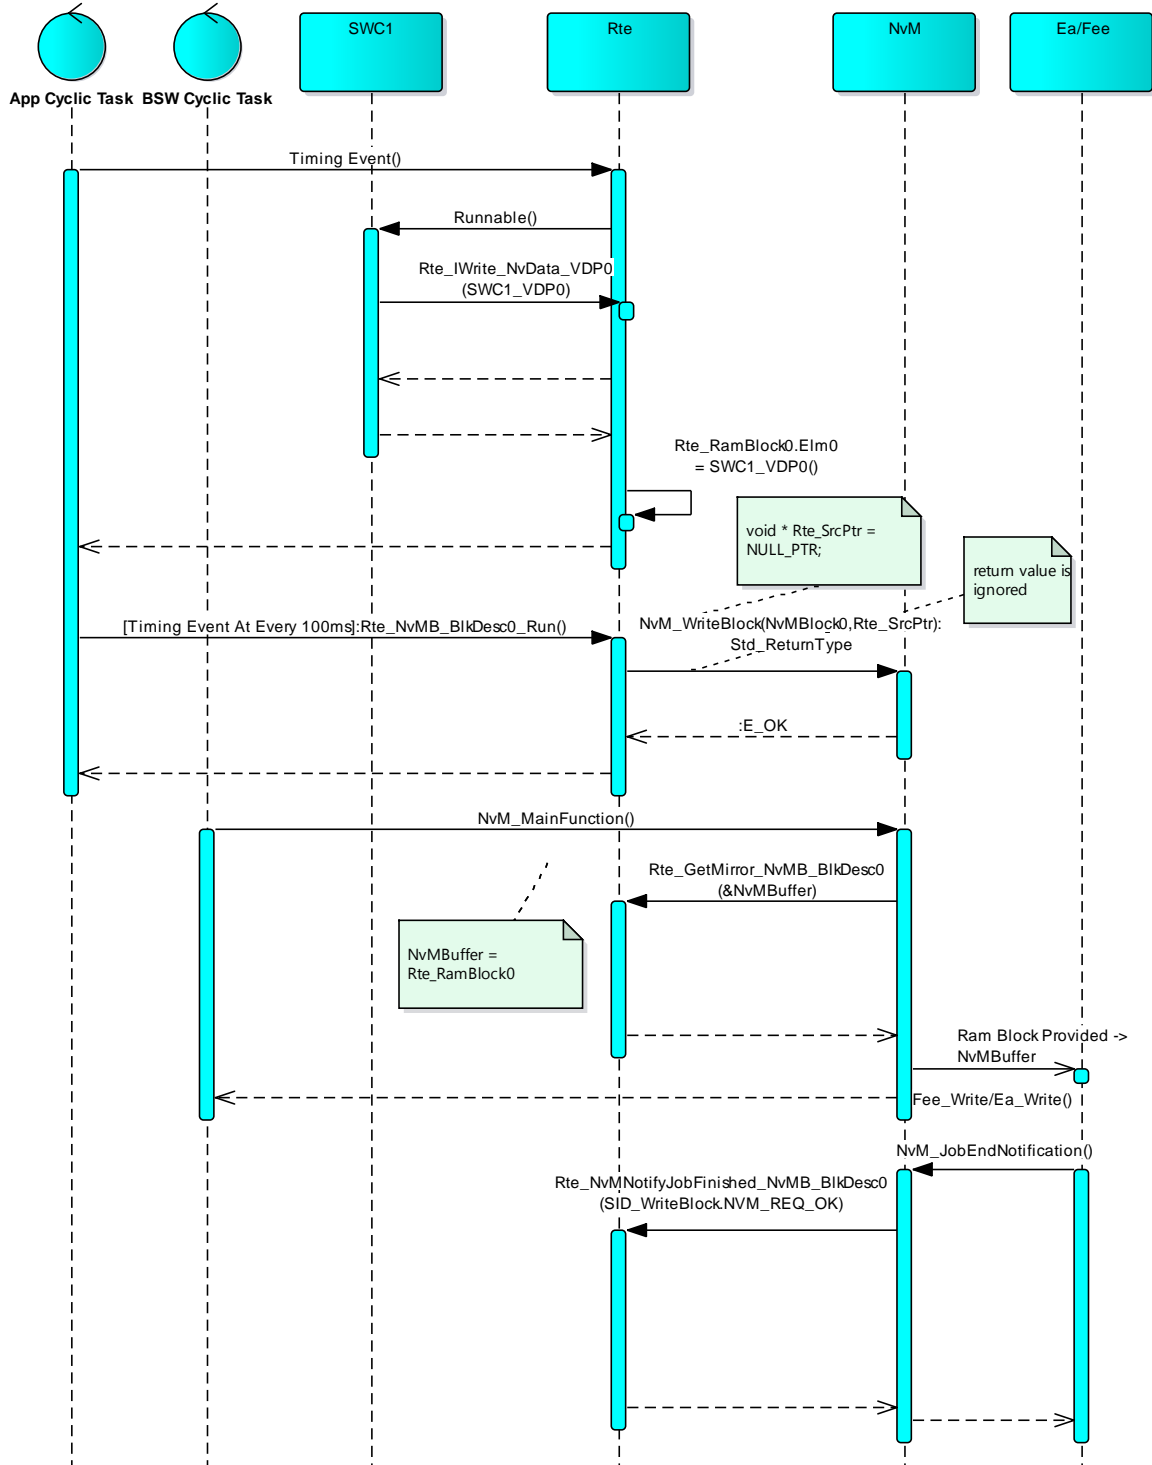 SWC1
Rte
NvM
Ea/Fee
App Cyclic Task
BSW Cyclic Task
Timing Event()
Runnable()
Rte_IWrite_NvData_VDP0
(SWC1_VDP0)
Rte_RamBlock0.Elm0
= SWC1_VDP0()
void * Rte_SrcPtr =
NULL_PTR;
return value is
ignored
[Timing Event At Every 100ms]:Rte_NvMB_BlkDesc0_Run()
NvM_WriteBlock(NvMBlock0,Rte_SrcPtr):
Std_ReturnType
:E_OK
NvM_MainFunction()
Rte_GetMirror_NvMB_BlkDesc0
(&NvMBuffer)
NvMBuffer =
Rte_RamBlock0
Ram Block Provided ->
NvMBuffer
Fee_Write/Ea_Write()
NvM_JobEndNotification()
Rte_NvMNotifyJobFinished_NvMB_BlkDesc0
(SID_WriteBlock.NVM_REQ_OK)